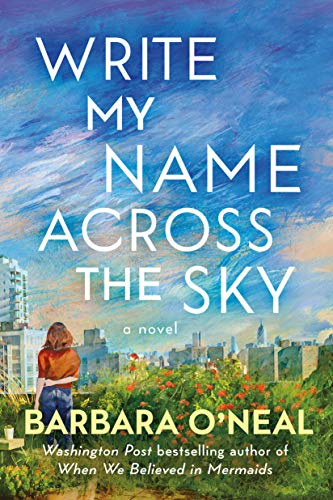 WRITE
MY
NAME
ACROSS
THE SKY
a novel
BARBARA O'NEAL
Washington Post bestselling author of
When We Believed in Mermaids